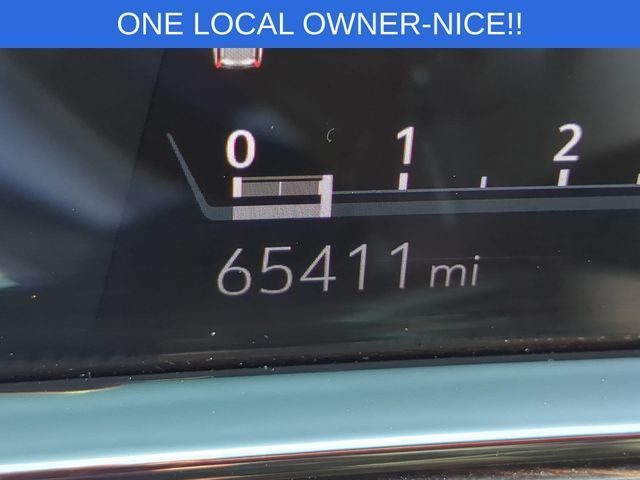 ONE LOCAL OWNER-NICE!!
0 1 2
65411 mi